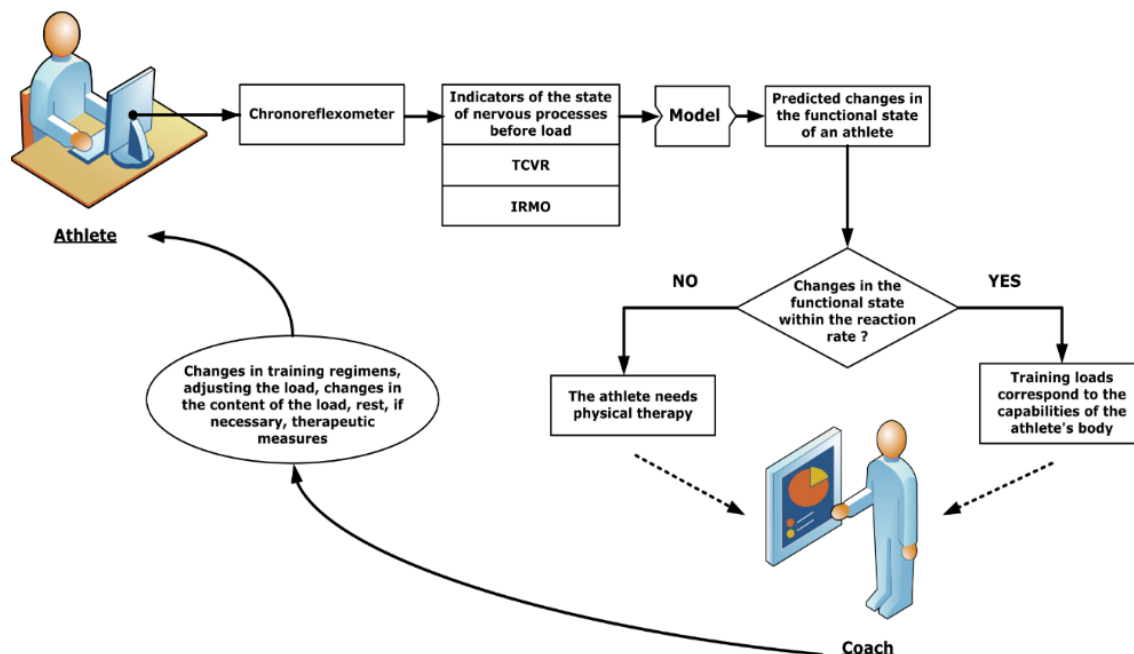 Chronoreflexometer
Indicators of the state
of nervous processes
before load
TCVR
IRMO
Model
Predicted changes in
the functional state
of an athlete
Athlete
NO
Changes in the
functional state
within the reaction
rate ?
YES
The athlete needs
physical therapy
Training loads
correspond to the
capabilities of the
athlete's body
Changes in training regimens,
adjusting the load, changes in
the content of the load, rest, if
necessary, therapeutic
measures
Coach